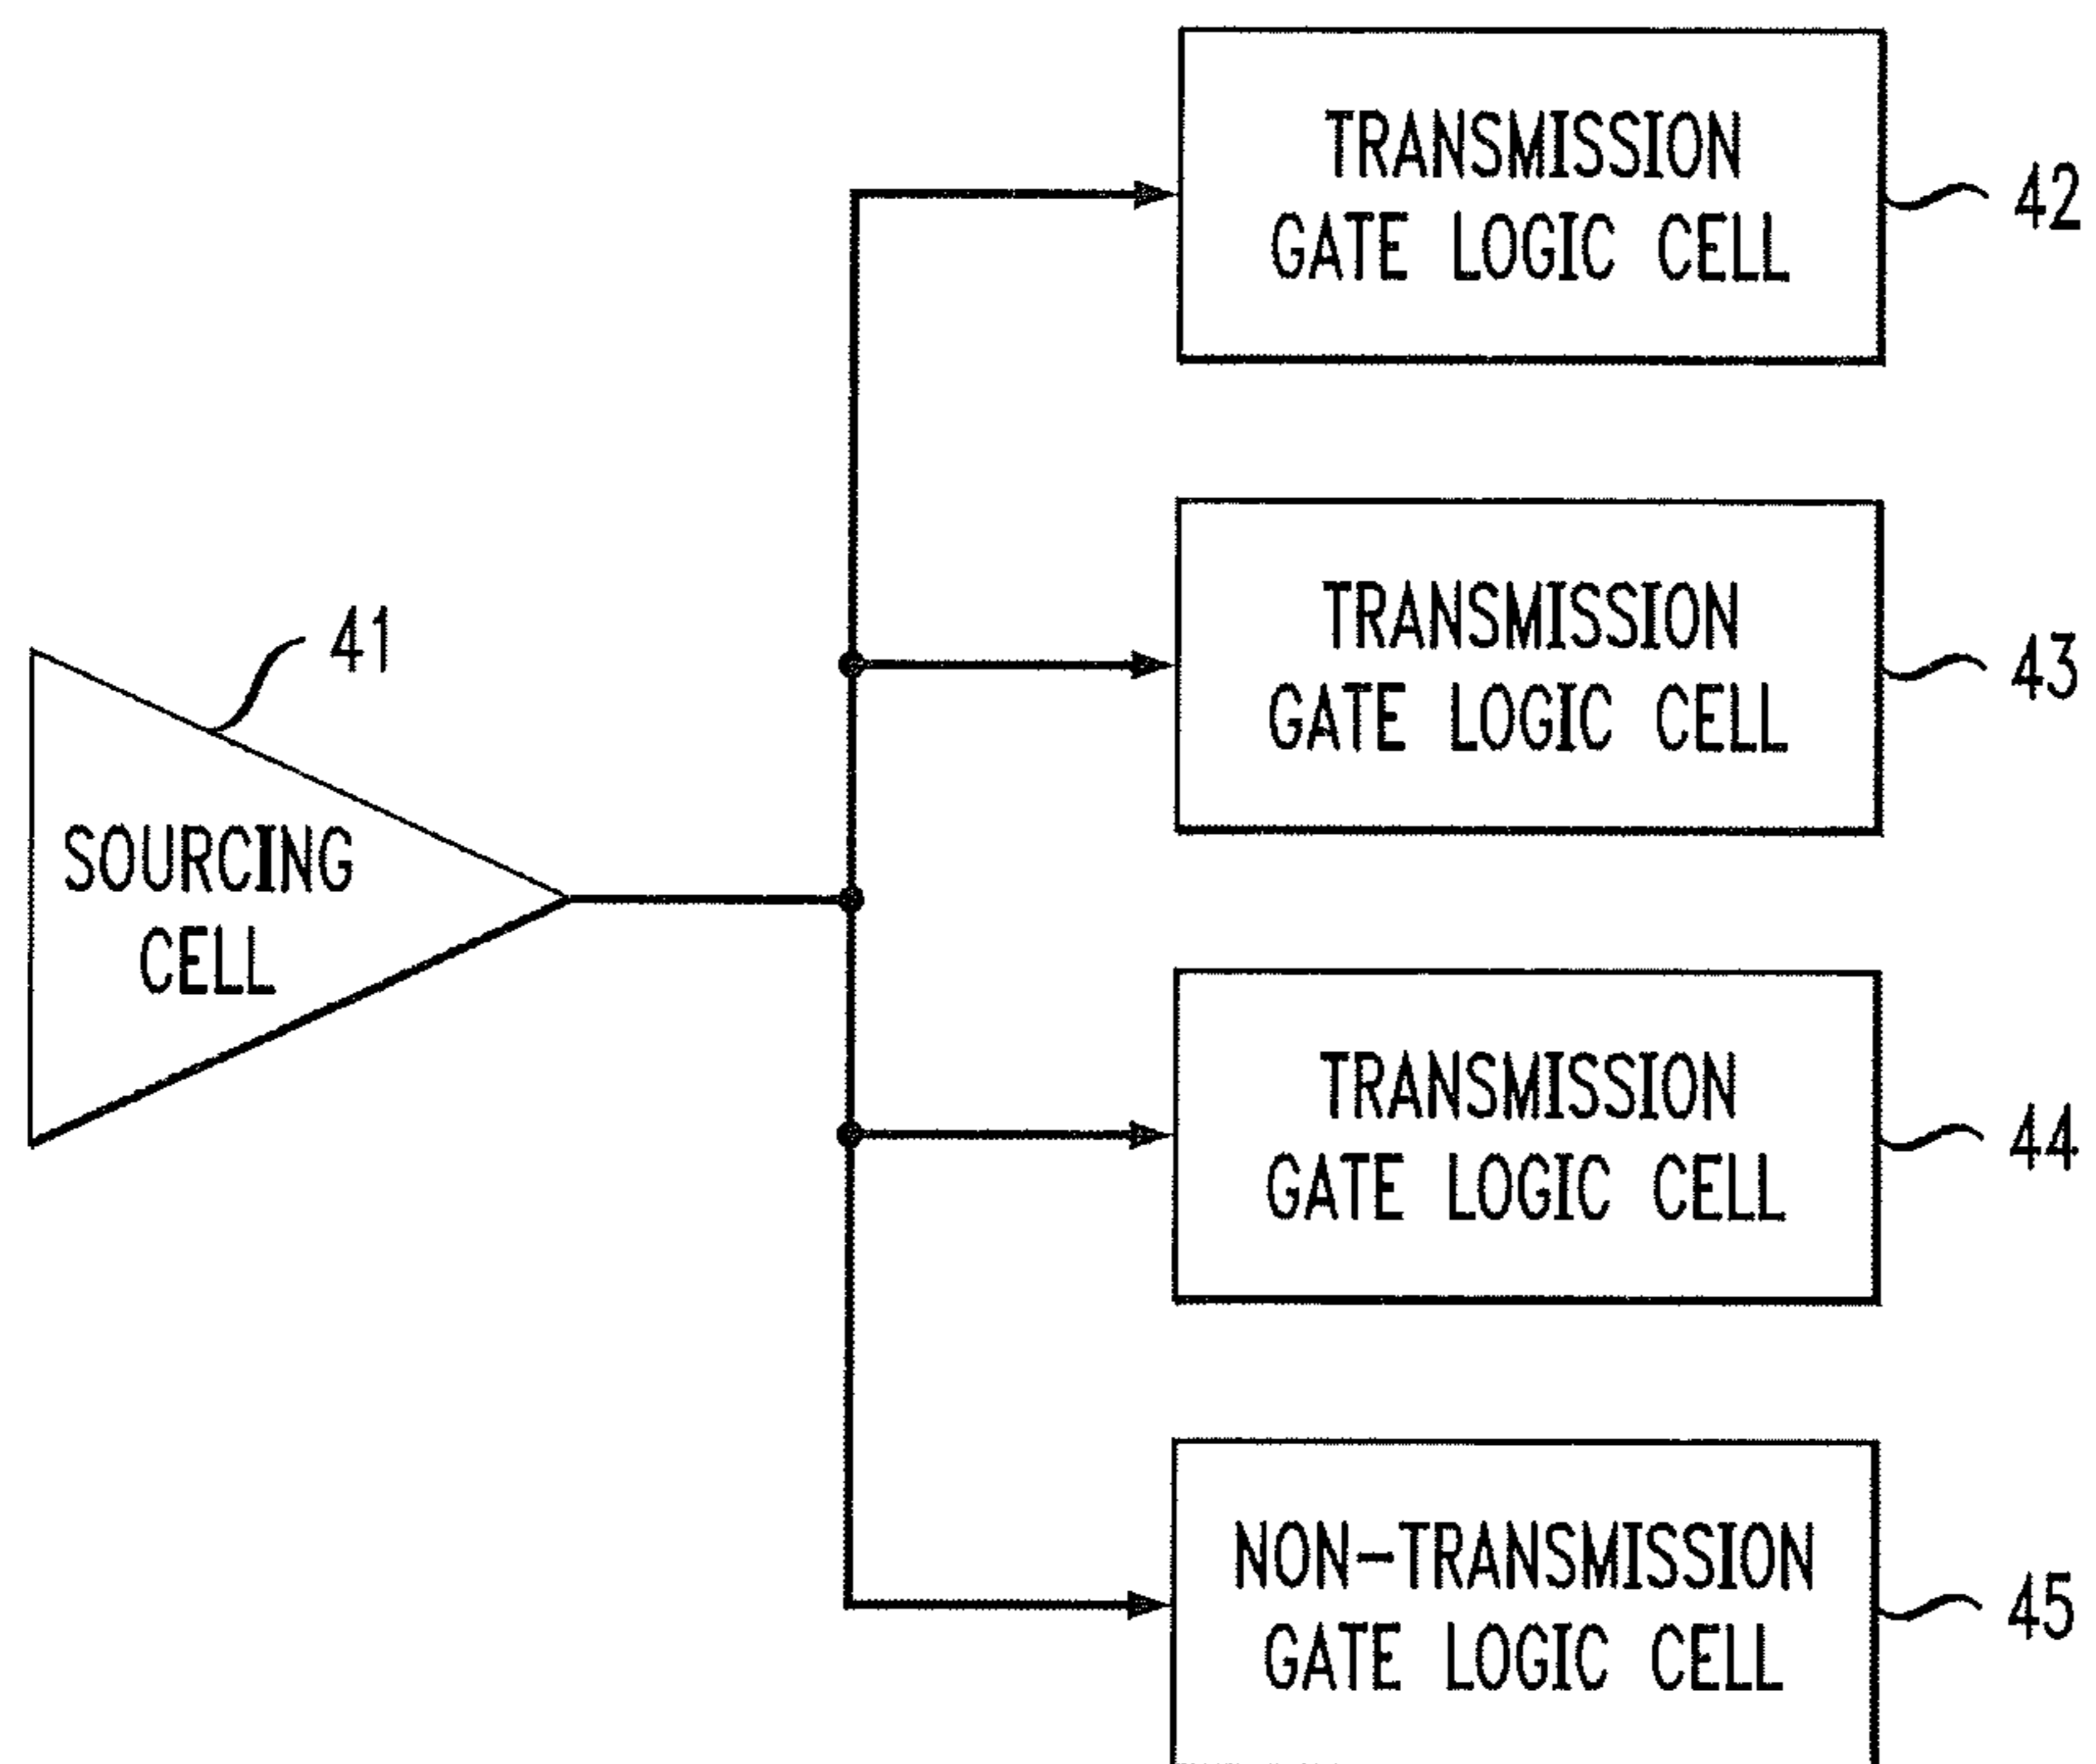 TRANSMISSION
GATE LOGIC CELL
42
TRANSMISSION
GATE LOGIC CELL
43
41
SOURCING
CELL
TRANSMISSION
GATE LOGIC CELL
44
NON-TRANSMISSION
GATE LOGIC CELL
45